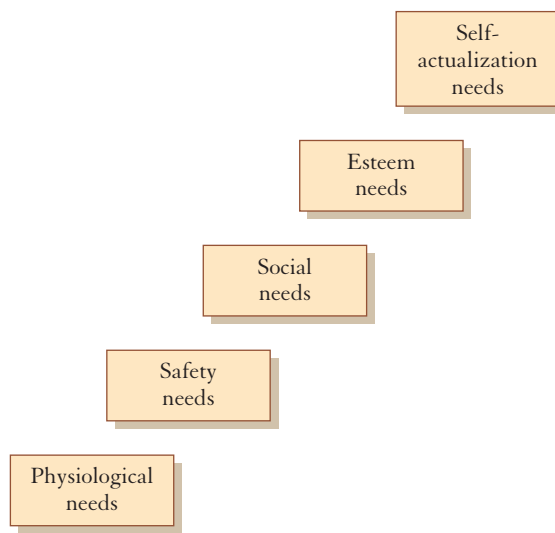 Self-
actualization
needs
Esteem
needs
Social
needs
Safety
needs
Physiological
needs